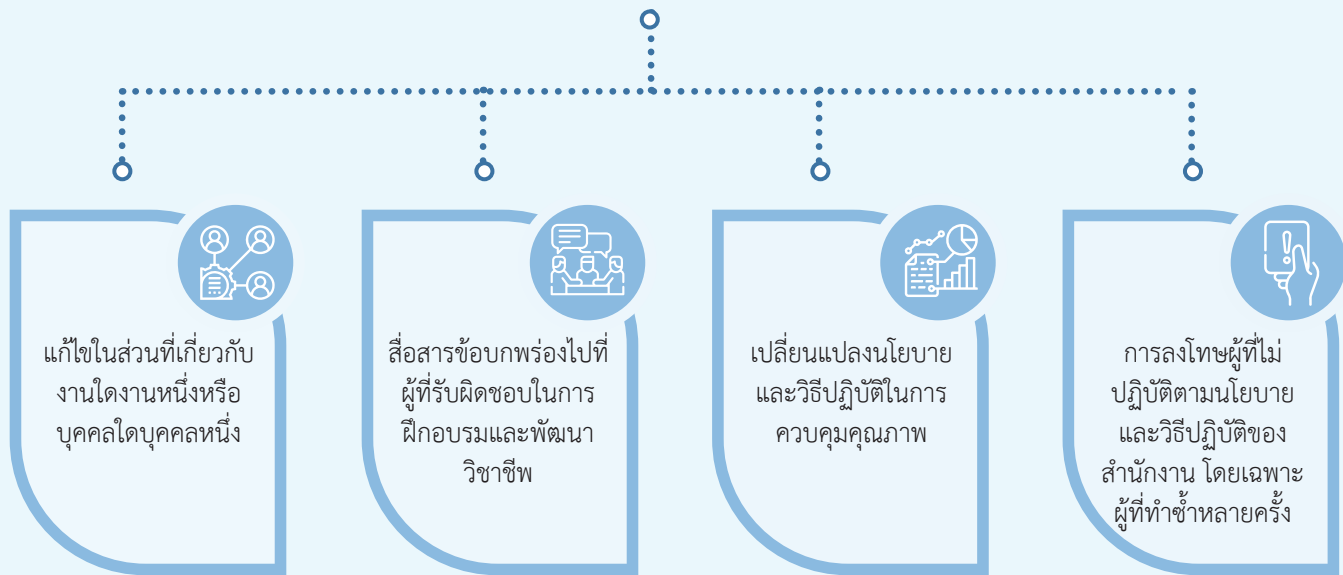 แก้ไขในส่วนที่เกี่ยวกับ
งานใดงานหนึ่งหรือ
บุคคลใดบุคคลหนึ่ง
สื่อสารข้อบกพร่องไปที่
ผู้ที่รับผิดชอบในการ
ฝึกอบรมและพัฒนา
วิชาชีพ
เปลี่ยนแปลงนโยบาย
และวิธีปฏิบัติในการ
ควบคุมคุณภาพ
การลงโทษผู้ที่ไม่
ปฏิบัติตามนโยบาย
และวิธีปฏิบัติของ
สำนักงาน โดยเฉพาะ
ผู้ที่ทำซ้ำหลายครั้ง